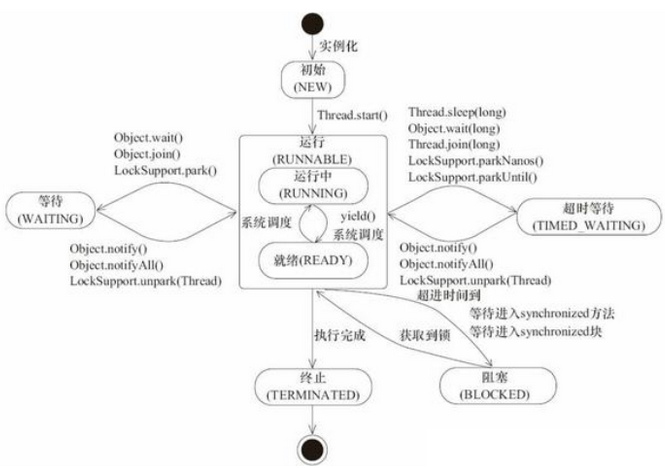 实例化
初始
(NEW)
Thread.start()
Object.wait()
Object.join()
LockSupport.park()
Thread.sleep(long)
Object.wait(long)
Thread.join(long)
LockSupport.parkNanos()
LockSupport.parkUntil()
运行
(RUNNABLE)
运行中
(RUNNING)
系统调度
yield()
系统调度
就绪(READY)
等待
(WAITING)
超时等待
(TIMED_WAITING)
Object.notify()
Object.notifyAll()
LockSupport.unpark(Thread)
Object.notify()
Object.notifyAll()
LockSupport.unpark(Thread)
超进时间到
等待进入synchronized方法
等待进入synchronized块
执行完成
获取到锁
终止
(TERMINATED)
阻塞
(BLOCKED)